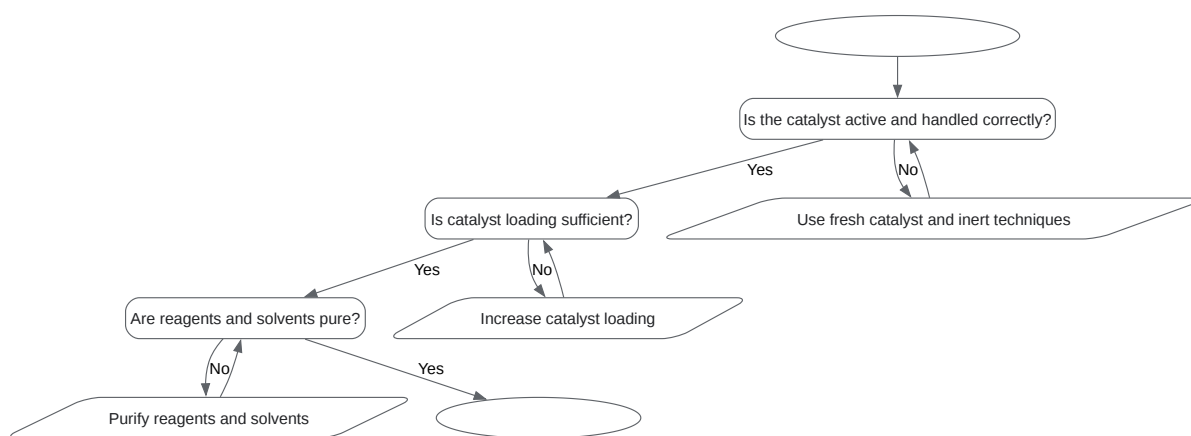 Is the catalyst active and handled correctly?
Yes
No
Is catalyst loading sufficient?
Use fresh catalyst and inert techniques
Yes
No
Are reagents and solvents pure?
Increase catalyst loading
No
Yes
Purify reagents and solvents